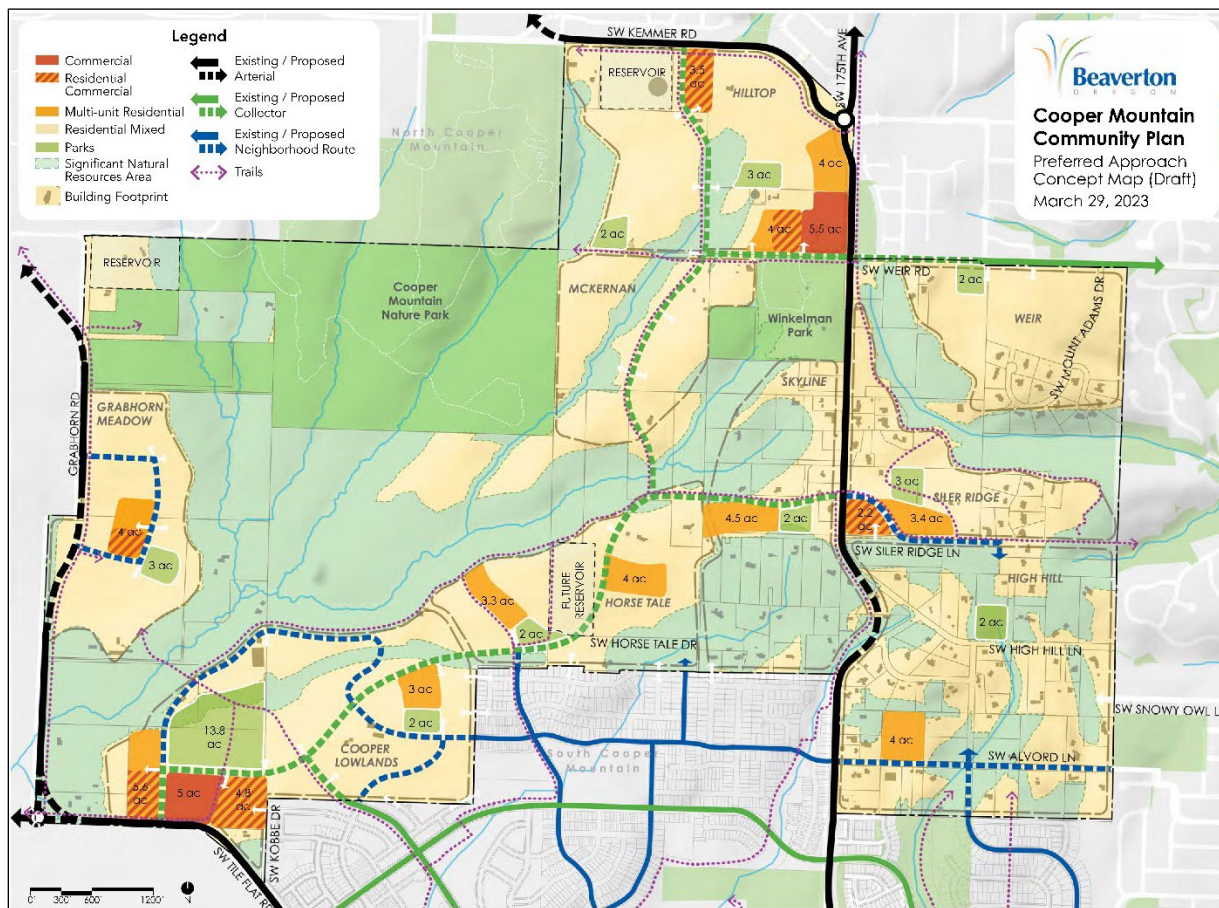 Legend
Commercial
Residential
Commercial
Multi-unit Residential
Residential Mixed
Parks
Significant Natural
Resources Area
Building Footprint
Existing / Proposed
Arterial
Existing / Proposed
Collector
Existing / Proposed
Neighborhood Route
Trails
Beaverton
OREGON
Cooper Mountain
Community Plan
Preferred Approach
Concept Map (Draft)
March 29, 2023
SW KEMMER RD
SW 175TH AVE
RESERVOIR
3.5
ac
HILLTOP
North Cooper
Mountain
4 ac
3 ac
2 ac
4 ac
5.5 ac
RESERVOIR
SW WEIR RD
2 ac
MCKERNAN
Cooper
Mountain
Nature Park
Winkelman
Park
WEIR
SW MOUNT ADAMS DR
SKYLINE
GRABHORN
MEADOW
GRABHORN RD
3 ac
SILER RIDGE
4.5 ac
2 ac
2.2
ac
3.4 ac
4 ac
SW SILER RIDGE LN
3 ac
FUTURE
RESERVOIR
4 ac
HIGH HILL
3.3 ac
HORSE TALE
2 ac
2 ac
SW HORSE TALE DR
SW HIGH HILL LN
3 ac
SW SNOWY OWL L
2 ac
13.8
ac
COOPER
LOWLANDS
South Cooper
Mountain
4 ac
SW ALVORD LN
5 ac
4.8
ac
SW KOBBE DR
SW TILE FLAT RD
0'
300'
600'
1200'